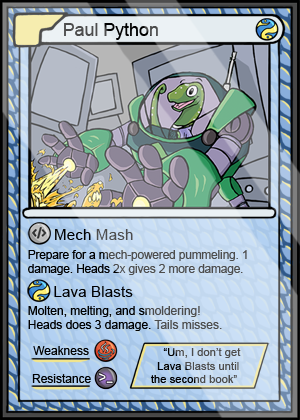 Paul Python
</> Mech Mash
Prepare for a mech-powered pummeling. 1
damage. Heads 2x gives 2 more damage.
Lava Blasts
Molten, melting, and smoldering!
Heads does 3 damage. Tails misses.
Weakness
Resistance >_
“Um, I don’t get
Lava Blasts until
the second book”